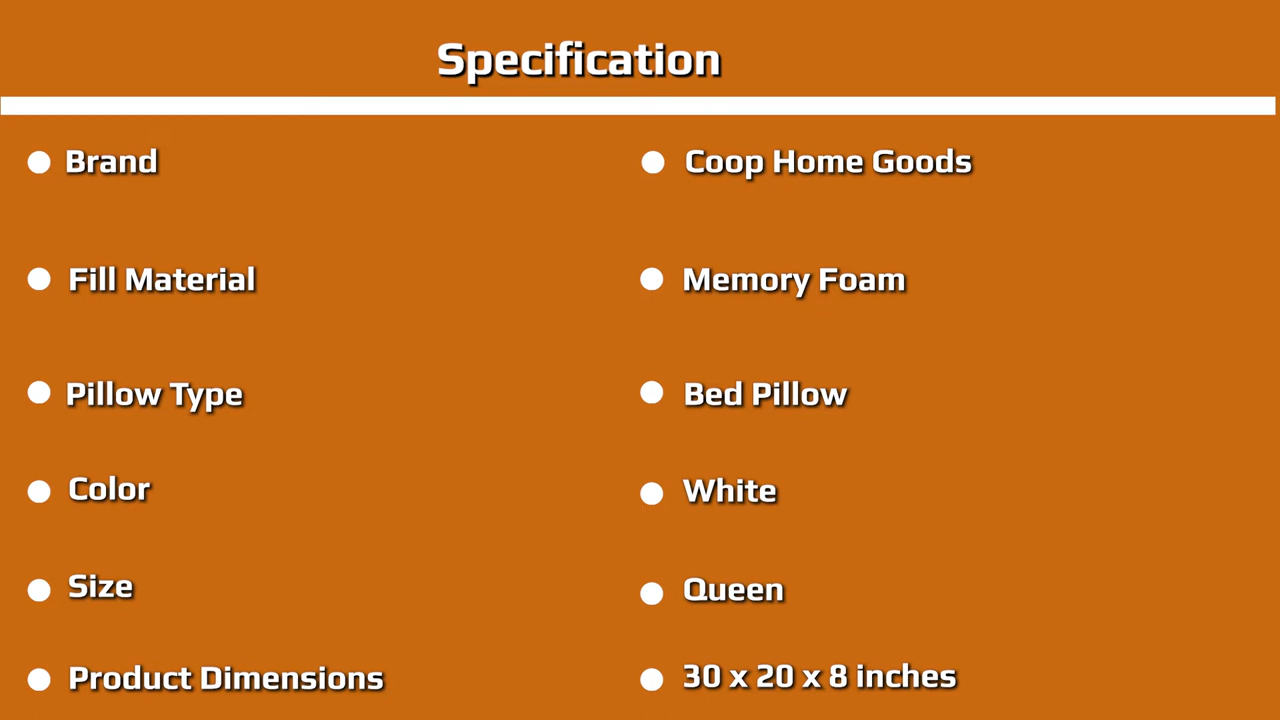 Specification
Brand
Coop Home Goods
Fill Material
Memory Foam
Pillow Type
Bed Pillow
Color
White
Size
Queen
Product Dimensions
30 x 20 x 8 inches